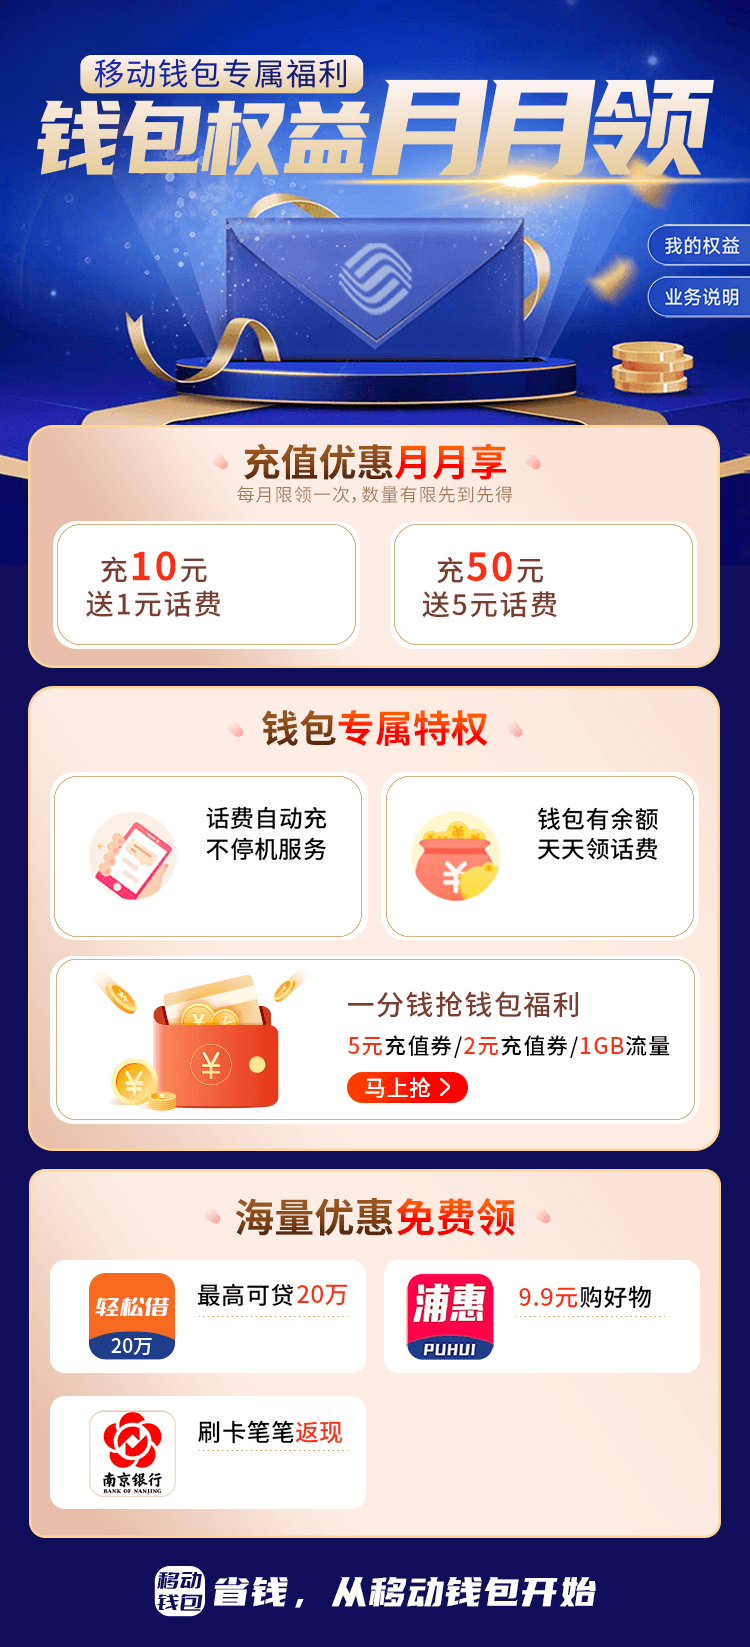 移动钱包专属福利
钱包权益月月领
我的权益
业务说明
充值优惠月月享
每月限领一次,数量有限先到先得
充10元
送1元话费
充50元
送5元话费
钱包专属特权
话费自动充
不停机服务
钱包有余额
天天领话费
一分钱抢钱包福利
5元充值券/2元充值券/1GB流量
马上抢
海量优惠免费领
轻松借
20万
最高可贷20万
浦惠
PUHUI
9.9元购好物
南京银行
BANK OF NANJING
刷卡笔笔返现
移动
钱包
省钱，从移动钱包开始